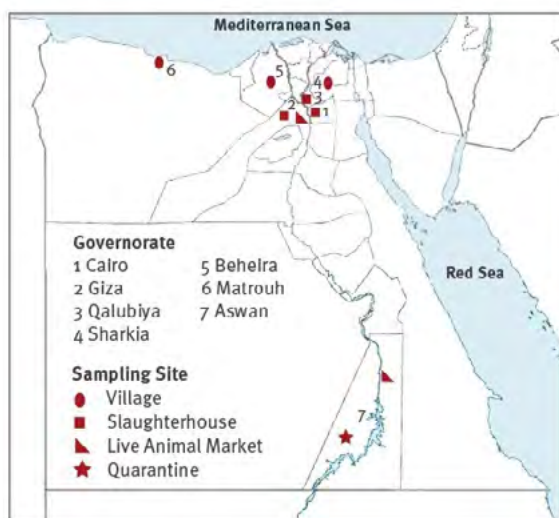 Mediterranean Sea
6
5
4
3
2
1
Governorate
1 Cairo
2 Giza
3 Qalubiya
4 Sharkia
5 Beheira
6 Matrouh
7 Aswan
Red Sea
Sampling Site
Village
Slaughterhouse
Live Animal Market
Quarantine
7